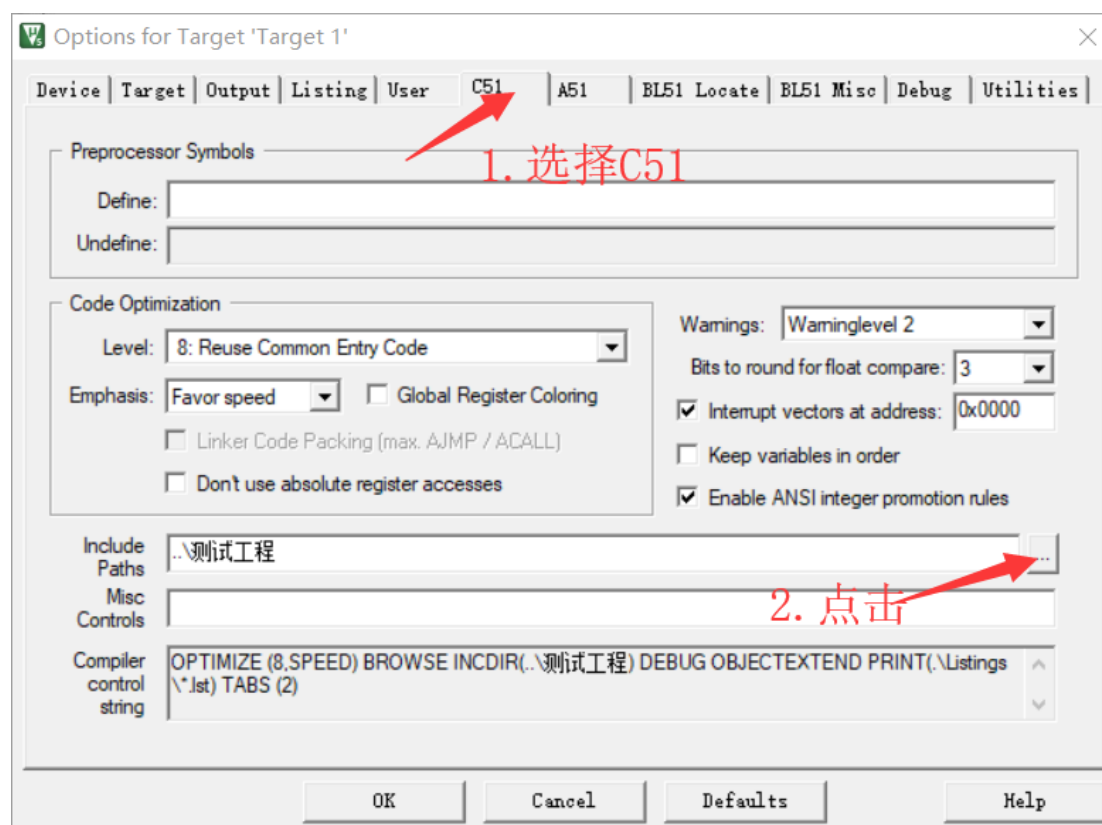 Options for Target 'Target 1'
Device Target Output Listing User C51 A51 BL51 Locate BL51 Misc Debug Utilities
1. 选择C51
Preprocessor Symbols
Define:
Undefine:
Code Optimization
Level: 8: Reuse Common Entry Code
Emphasis: Favor speed Global Register Coloring
Linker Code Packing (max. AJMP / ACALL)
Don't use absolute register accesses
Warnings: Warninglevel 2
Bits to round for float compare: 3
Interrupt vectors at address: 0x0000
Keep variables in order
Enable ANSI integer promotion rules
Include
Paths
..\测试工程
...
2. 点击
Misc
Controls
Compiler
control
string
OPTIMIZE (8,SPEED) BROWSE INCDIR(..\测试工程) DEBUG OBJECTEXTEND PRINT(.\Listings
\*.lst) TABS (2)
OK Cancel Defaults Help